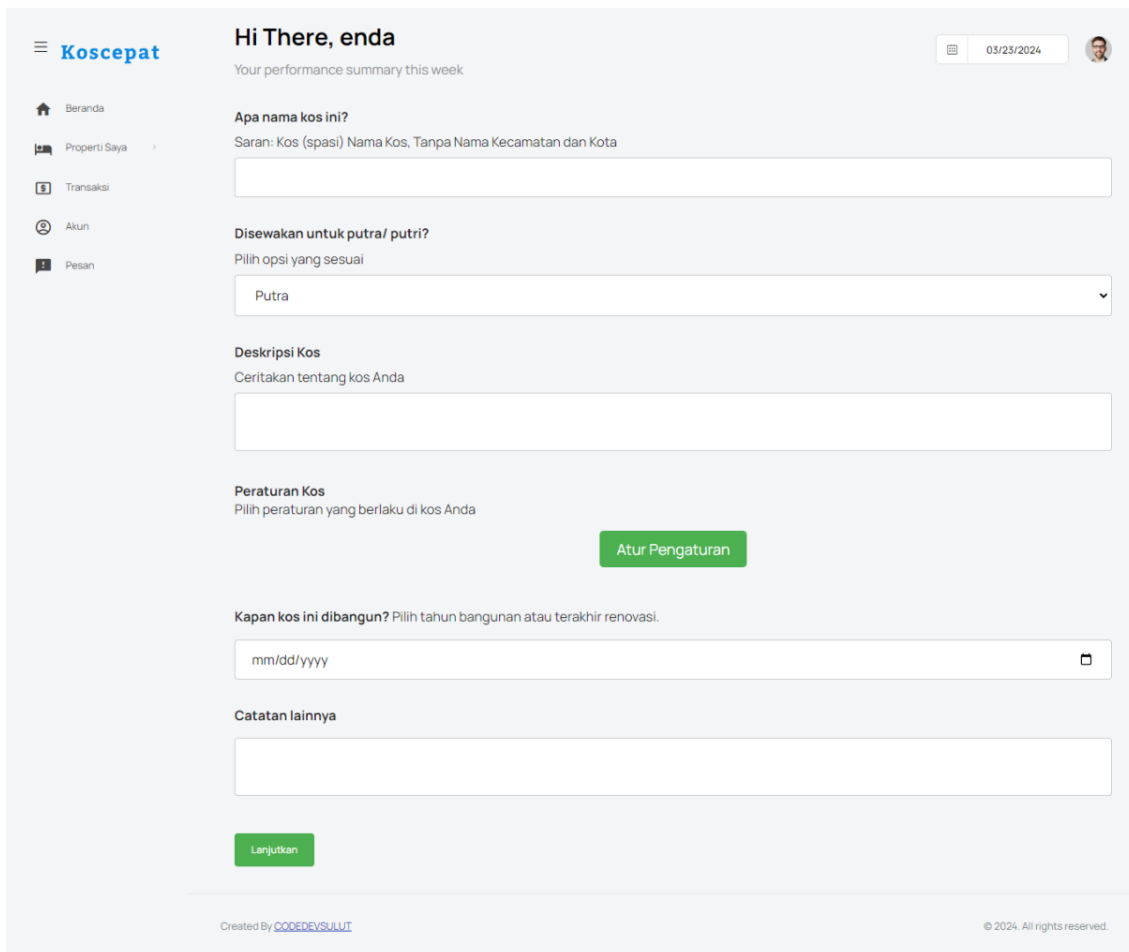 Koscepat
Beranda
Properti Saya
Transaksi
Akun
Pesan
Hi There, enda
Your performance summary this week
03/23/2024
Apa nama kos ini?
Saran: Kos (spasi) Nama Kos, Tanpa Nama Kecamatan dan Kota
Disewakan untuk putra/ putri?
Pilih opsi yang sesuai
Putra
Deskripsi Kos
Ceritakan tentang kos Anda
Peraturan Kos
Pilih peraturan yang berlaku di kos Anda
Atur Pengaturan
Kapan kos ini dibangun? Pilih tahun bangunan atau terakhir renovasi.
mm/dd/yyyy
Catatan lainnya
Lanjutkan
Created By CODEDEVSULUT
© 2024. All rights reserved.